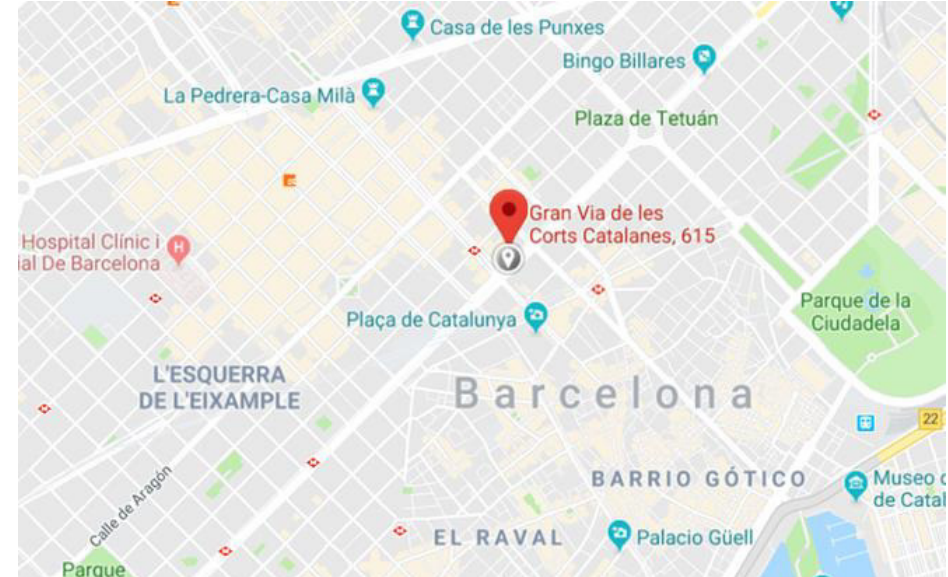 Casa de les Punxes
Bingo Billares
La Pedrera-Casa Milà
Plaza de Tetuán
Gran Via de les
Corts Catalanes, 615
Hospital Clínic i
ial De Barcelona
H
Parque de la
Ciudadela
Plaça de Catalunya
L'ESQUERRA
DE L'EIXAMPLE
Barcelona
22
Calle de Aragón
BARRIO GÓTICO
Museo d
de Catal
EL RAVAL
Palacio Güell
Parque